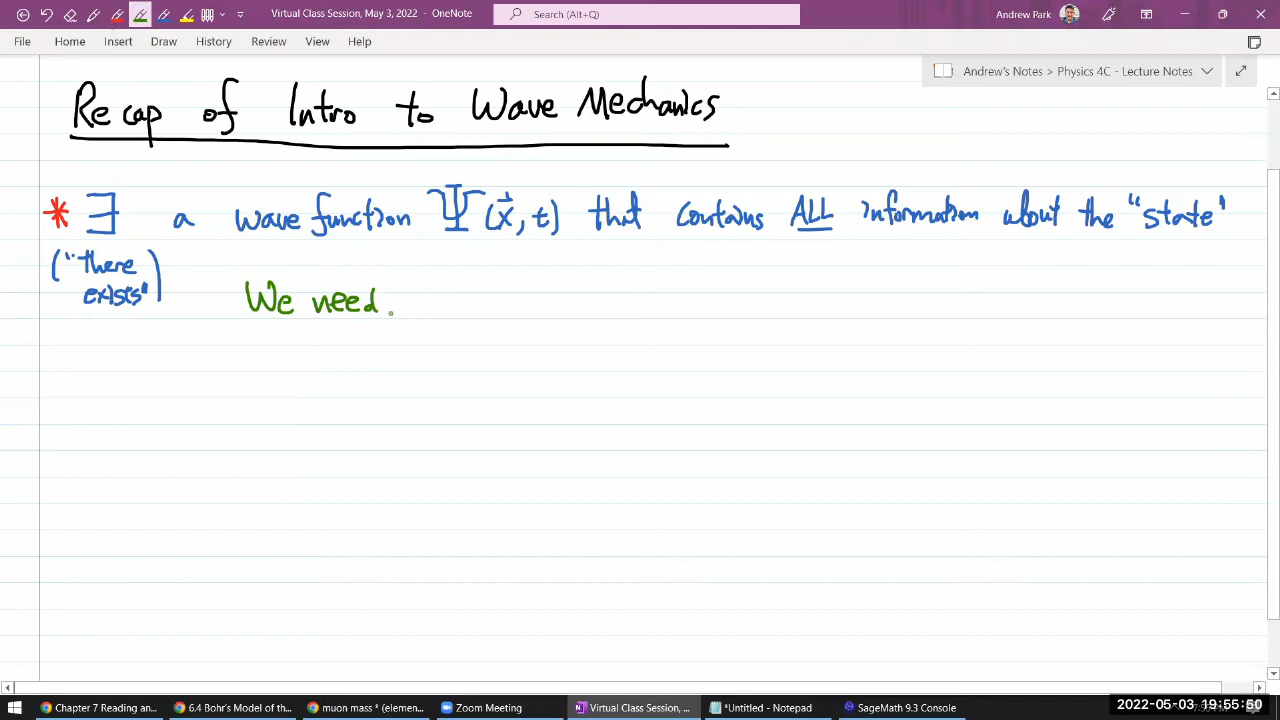 Virtual Class Session, May 3, 2022 - OneNote
Search (Alt+Q)
Andrew Park
File Home Insert Draw History Review View Help
Andrew's Notes > Physics 4C - Lecture Notes
Recap of Intro to Wave Mechanics
* ∃ a wave function Ψ(x⃗, t) that contains ALL information about the "state"
("there
exists")
We need
Chapter 7 Reading an...
6.4 Bohr's Model of th...
muon mass * (elemen...
Zoom Meeting
Virtual Class Session, ...
*Untitled - Notepad
SageMath 9.3 Console
2022-05-03 19:55:50